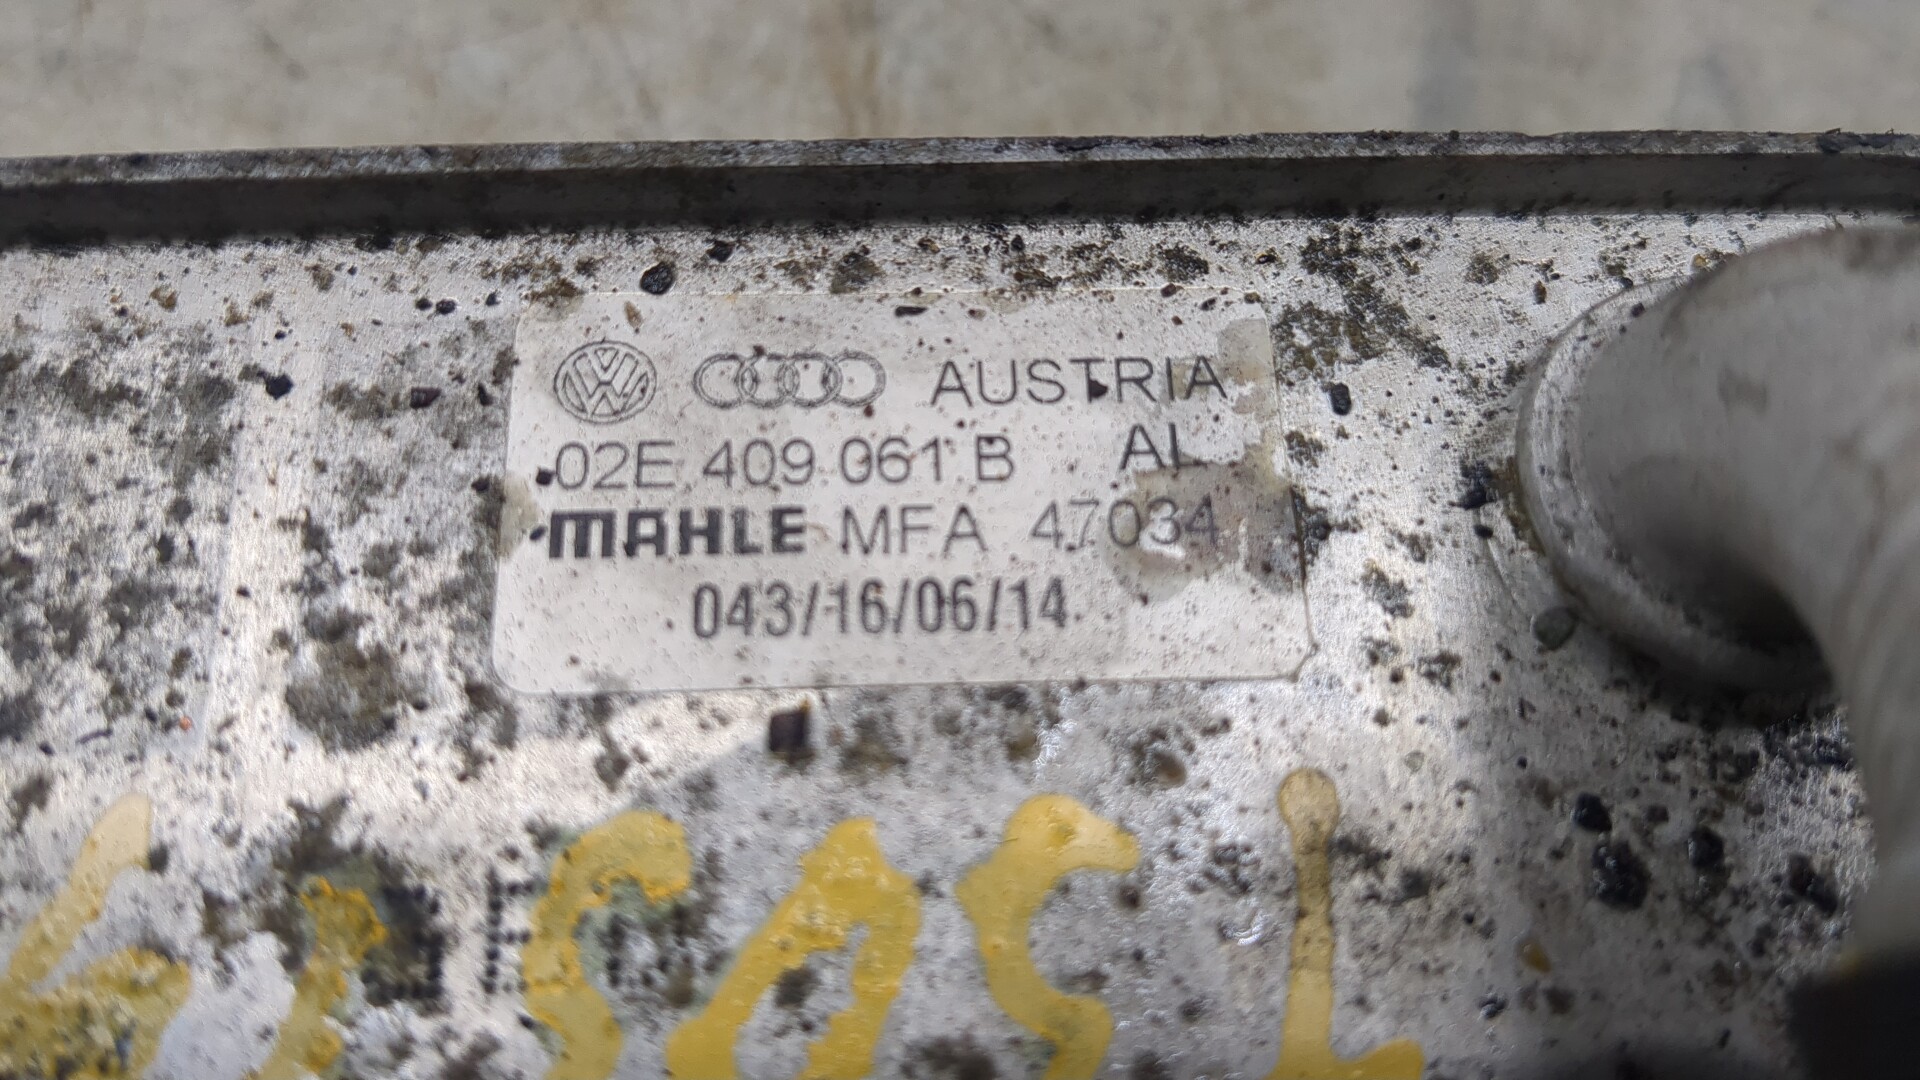 AUSTRIA
02E 409 061 B AL
MAHLE MFA 47034
043/16/06/14